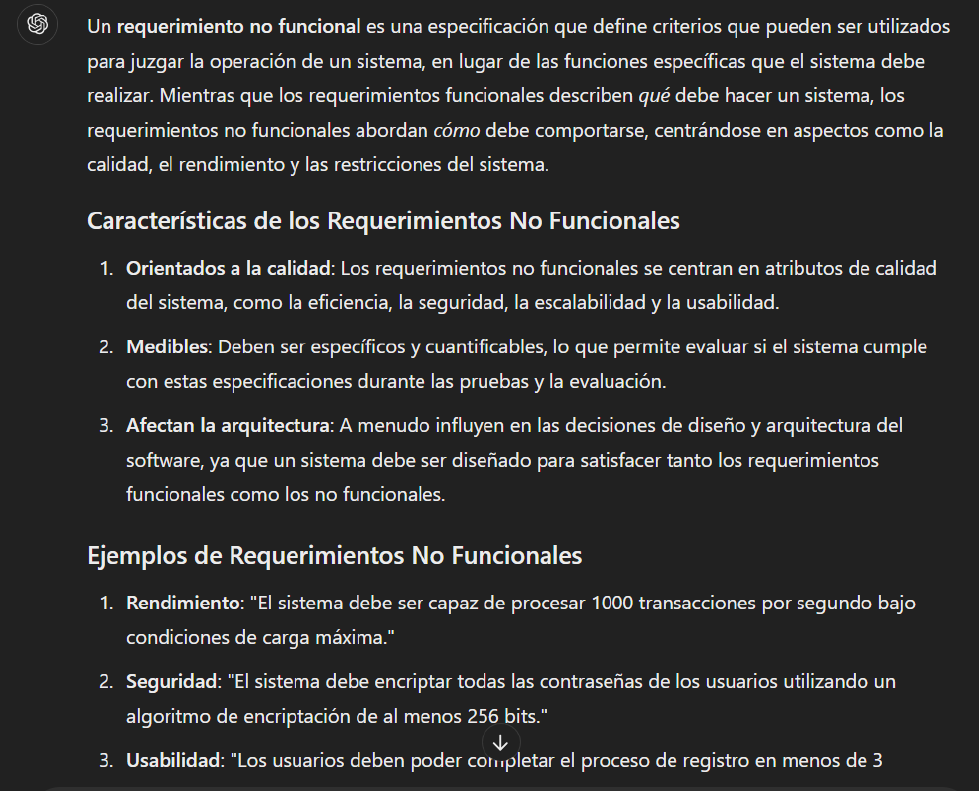 Un requerimiento no funcional es una especificación que define criterios que pueden ser utilizados
para juzgar la operación de un sistema, en lugar de las funciones específicas que el sistema debe
realizar. Mientras que los requerimientos funcionales describen qué debe hacer un sistema, los
requerimientos no funcionales abordan cómo debe comportarse, centrándose en aspectos como la
calidad, el rendimiento y las restricciones del sistema.
Características de los Requerimientos No Funcionales
1. Orientados a la calidad: Los requerimientos no funcionales se centran en atributos de calidad
del sistema, como la eficiencia, la seguridad, la escalabilidad y la usabilidad.
2. Medibles: Deben ser específicos y cuantificables, lo que permite evaluar si el sistema cumple
con estas especificaciones durante las pruebas y la evaluación.
3. Afectan la arquitectura: A menudo influyen en las decisiones de diseño y arquitectura del
software, ya que un sistema debe ser diseñado para satisfacer tanto los requerimientos
funcionales como los no funcionales.
Ejemplos de Requerimientos No Funcionales
1. Rendimiento: "El sistema debe ser capaz de procesar 1000 transacciones por segundo bajo
condiciones de carga máxima."
2. Seguridad: "El sistema debe encriptar todas las contraseñas de los usuarios utilizando un
algoritmo de encriptación de al menos 256 bits."
3. Usabilidad: "Los usuarios deben poder completar el proceso de registro en menos de 3